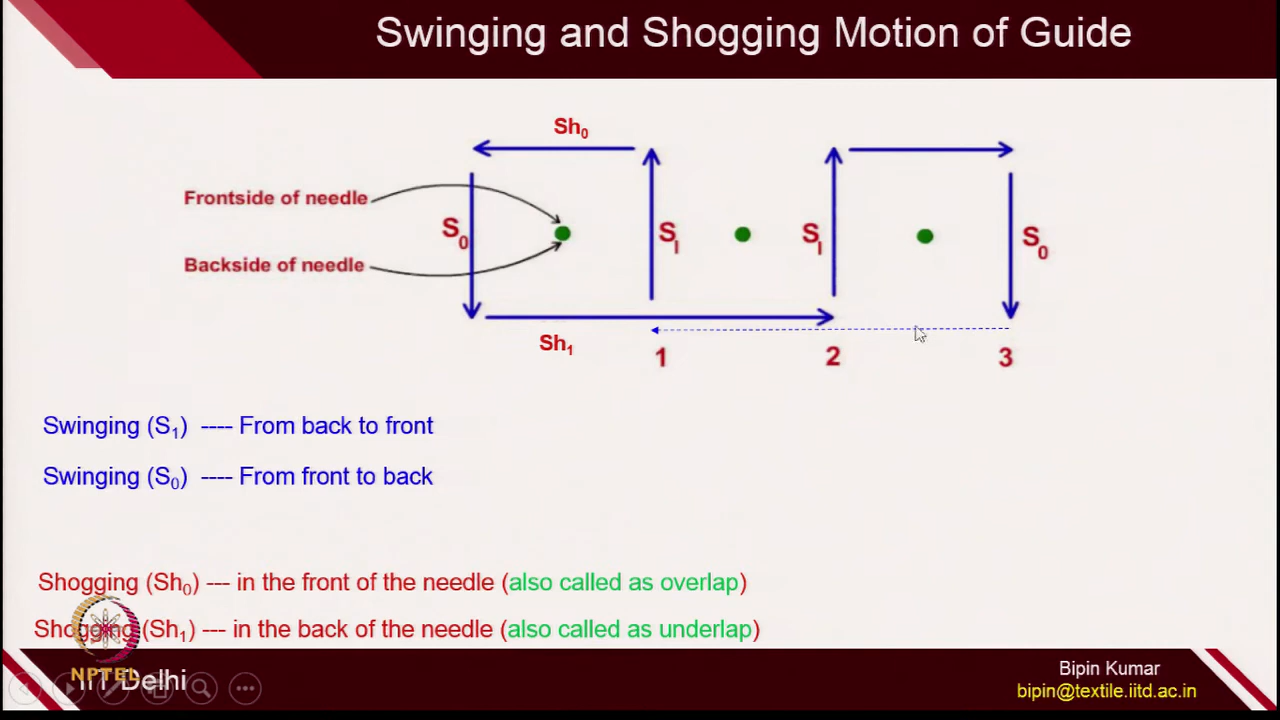 Swinging and Shogging Motion of Guide
Sh0
Frontside of needle
S0
SI
SI
S0
Backside of needle
Sh1
1
2
3
Swinging (S1) ---- From back to front
Swinging (S0) ---- From front to back
Shogging (Sh0) --- in the front of the needle (also called as overlap)
Shogging (Sh1) --- in the back of the needle (also called as underlap)
NPTEL
IIT Delhi
Bipin Kumar
bipin@textile.iitd.ac.in